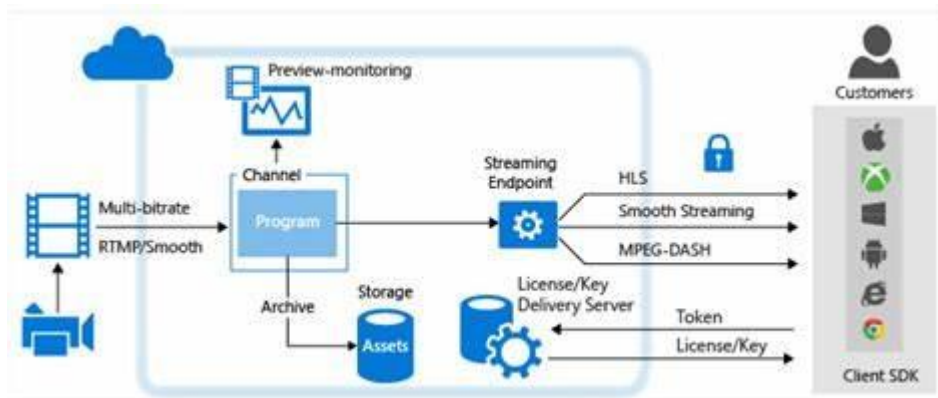 Preview-monitoring
Customers
Channel
Program
Streaming
Endpoint
HLS
Smooth Streaming
MPEG-DASH
Multi-bitrate
RTMP/Smooth
Archive
Storage
Assets
License/Key
Delivery Server
Token
License/Key
Client SDK